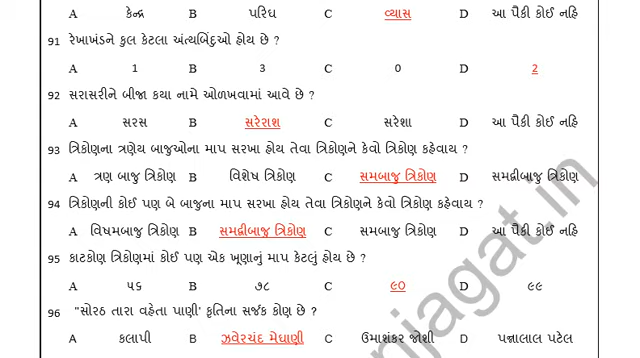 A કેન્દ્ર B પરિઘ C વ્યાસ D આ પૈકી કોઈ નહિ
91 રેખાખંડને કુલ કેટલા અંત્યબિંદુઓ હોય છે ?
A 1 B 3 C 0 D 2
92 સરાસરીને બીજા કયા નામે ઓળખવામાં આવે છે ?
A સરસ B સરેરાશ C સરેશા D આ પૈકી કોઈ નહિ
93 ત્રિકોણના ત્રણેય બાજુઓના માપ સરખા હોય તેવા ત્રિકોણને કેવો ત્રિકોણ કહેવાય ?
A ત્રણ બાજુ ત્રિકોણ B વિશેષ ત્રિકોણ C સમબાજુ ત્રિકોણ D સમદ્વીબાજુ ત્રિકોણ
94 ત્રિકોણની કોઈ પણ બે બાજુના માપ સરખા હોય તેવા ત્રિકોણને કેવો ત્રિકોણ કહેવાય ?
A વિષમબાજુ ત્રિકોણ B સમદ્વીબાજુ ત્રિકોણ C સમબાજુ ત્રિકોણ D આ પૈકી કોઈ નહિ
95 કાટકોણ ત્રિકોણમાં કોઈ પણ એક ખૂણાનું માપ કેટલું હોય છે ?
A ૫૬ B ૭૮ C ૯૦ D ૯૯
96 "સોરઠ તારા વહેતા પાણી' કૃતિના સર્જક કોણ છે ?
A કલાપી B ઝવેરચંદ મેઘાણી C ઉમાશંકર જોશી D પન્નાલાલ પટેલ
njagat.in